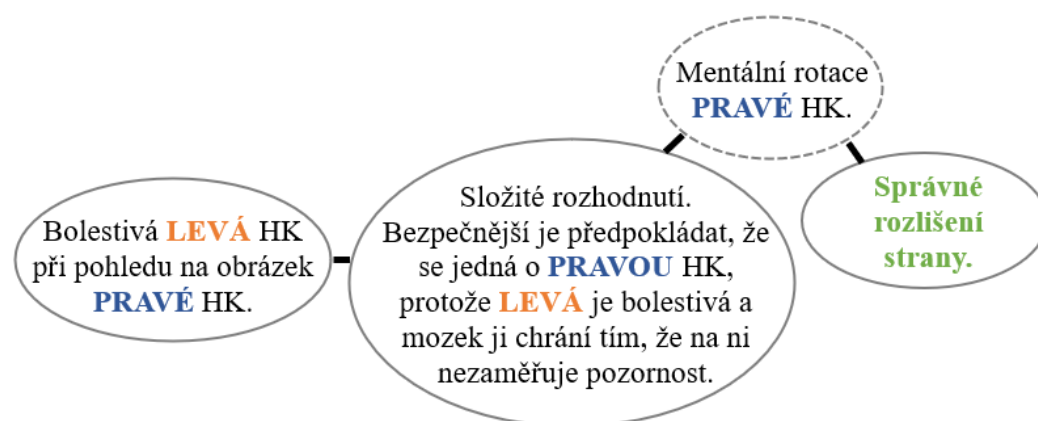 Bolestivá LEVÁ HK
při pohledu na obrázek
PRAVÉ HK.
Složité rozhodnutí.
Bezpečnější je předpokládat, že
se jedná o PRAVOU HK,
protože LEVÁ je bolestivá a
mozek ji chrání tím, že na ni
nezaměřuje pozornost.
Mentální rotace
PRAVÉ HK.
Správné
rozlišení
strany.